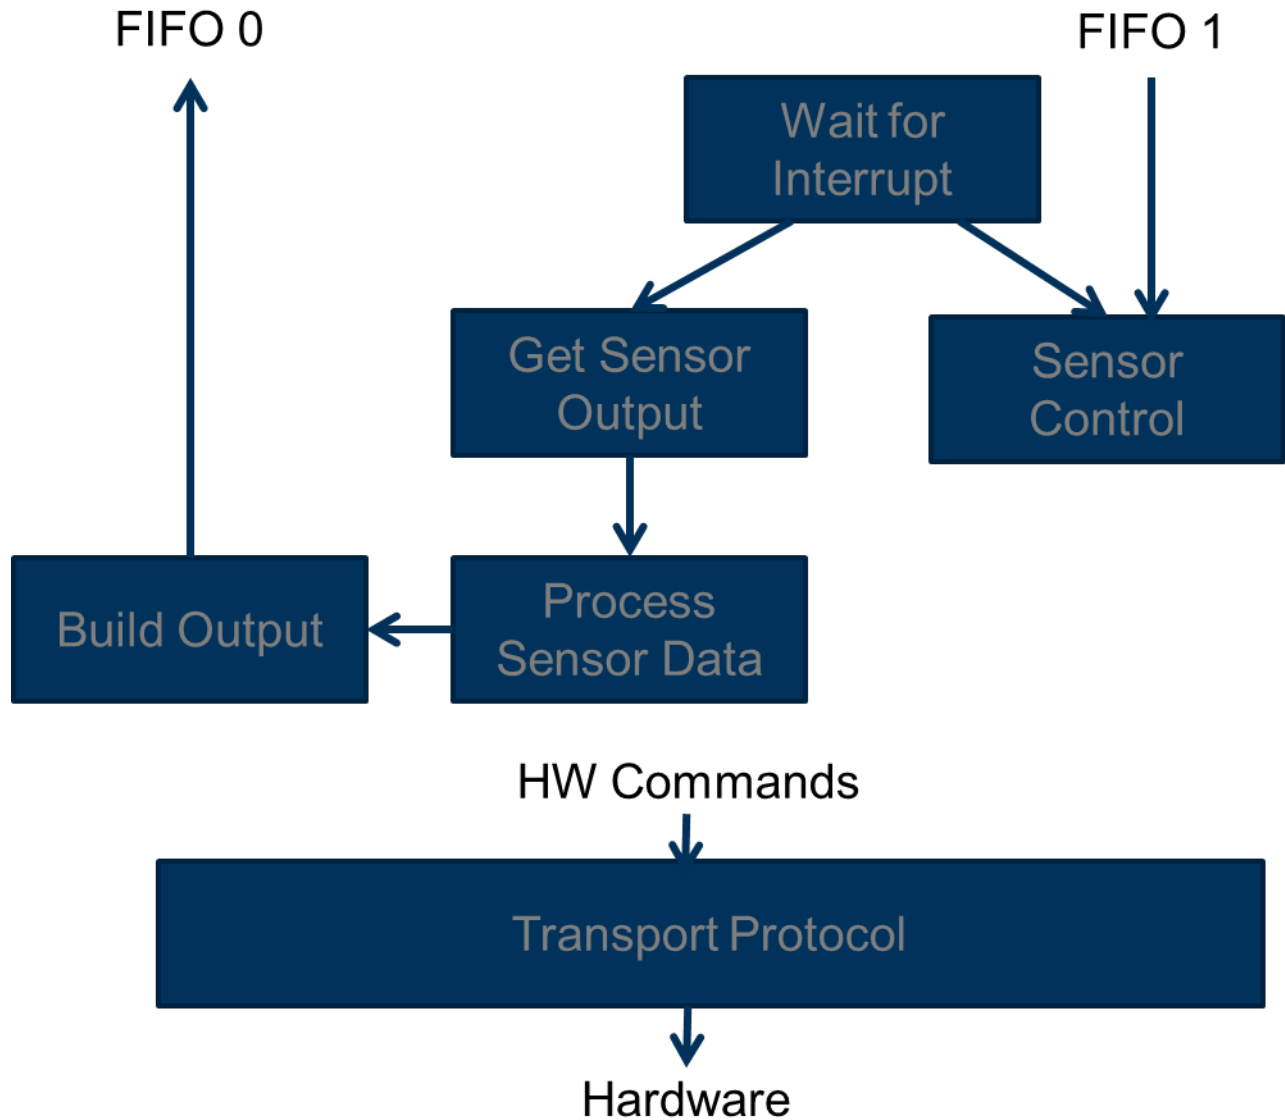 FIFO 0
FIFO 1
Wait for
Interrupt
Get Sensor
Output
Sensor
Control
Build Output
Process
Sensor Data
HW Commands
Transport Protocol
Hardware